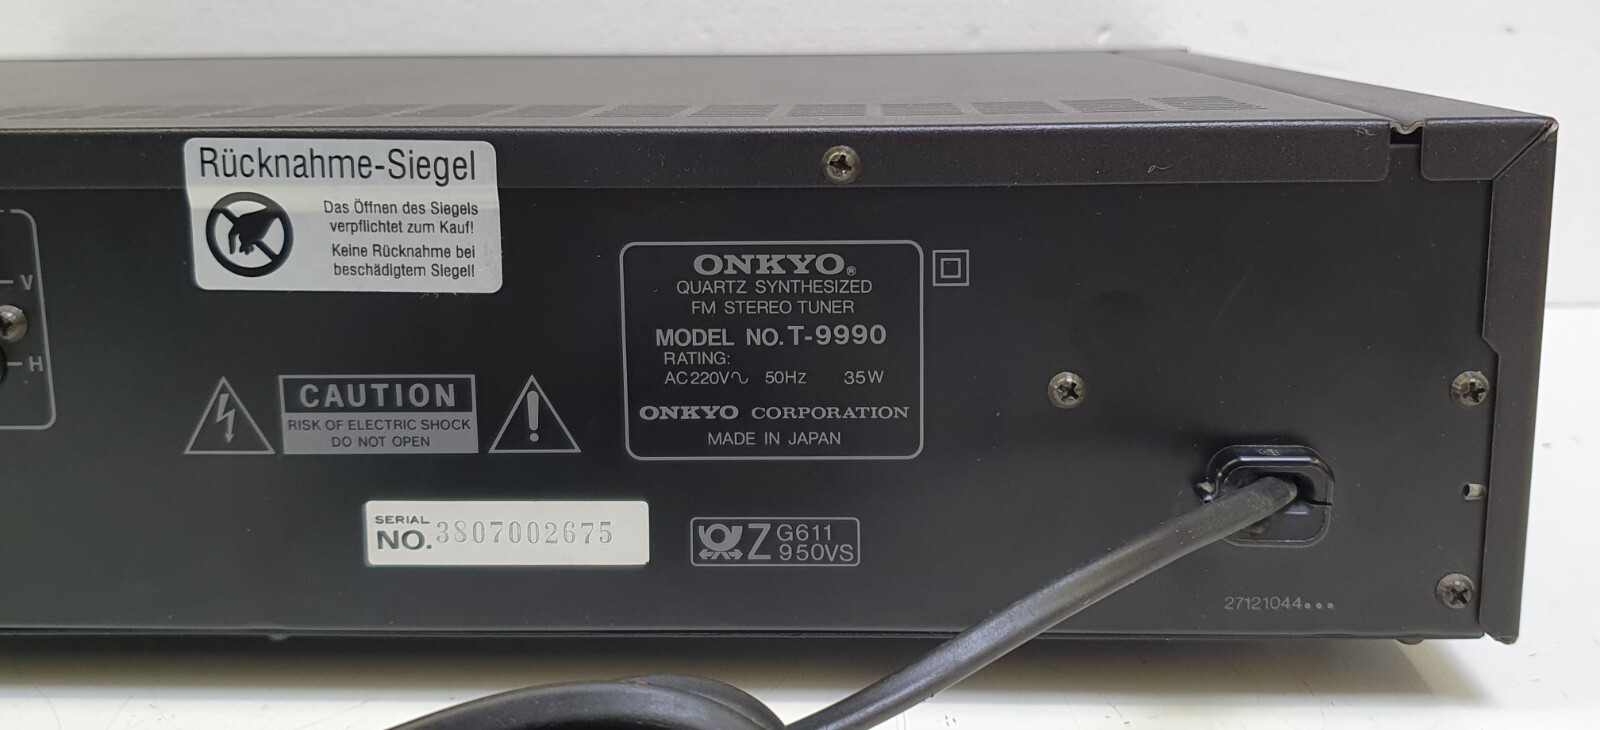 Rücknahme-Siegel
Das Öffnen des Siegels
verpflichtet zum Kauf!
Keine Rücknahme bei
beschädigtem Siegel!
V
H
CAUTION
RISK OF ELECTRIC SHOCK
DO NOT OPEN
ONKYO®
QUARTZ SYNTHESIZED
FM STEREO TUNER
MODEL NO. T-9990
RATING:
AC 220V∿ 50Hz 35W
ONKYO CORPORATION
MADE IN JAPAN
SERIAL
NO. 3807002675
Z G611
950VS
27121044...